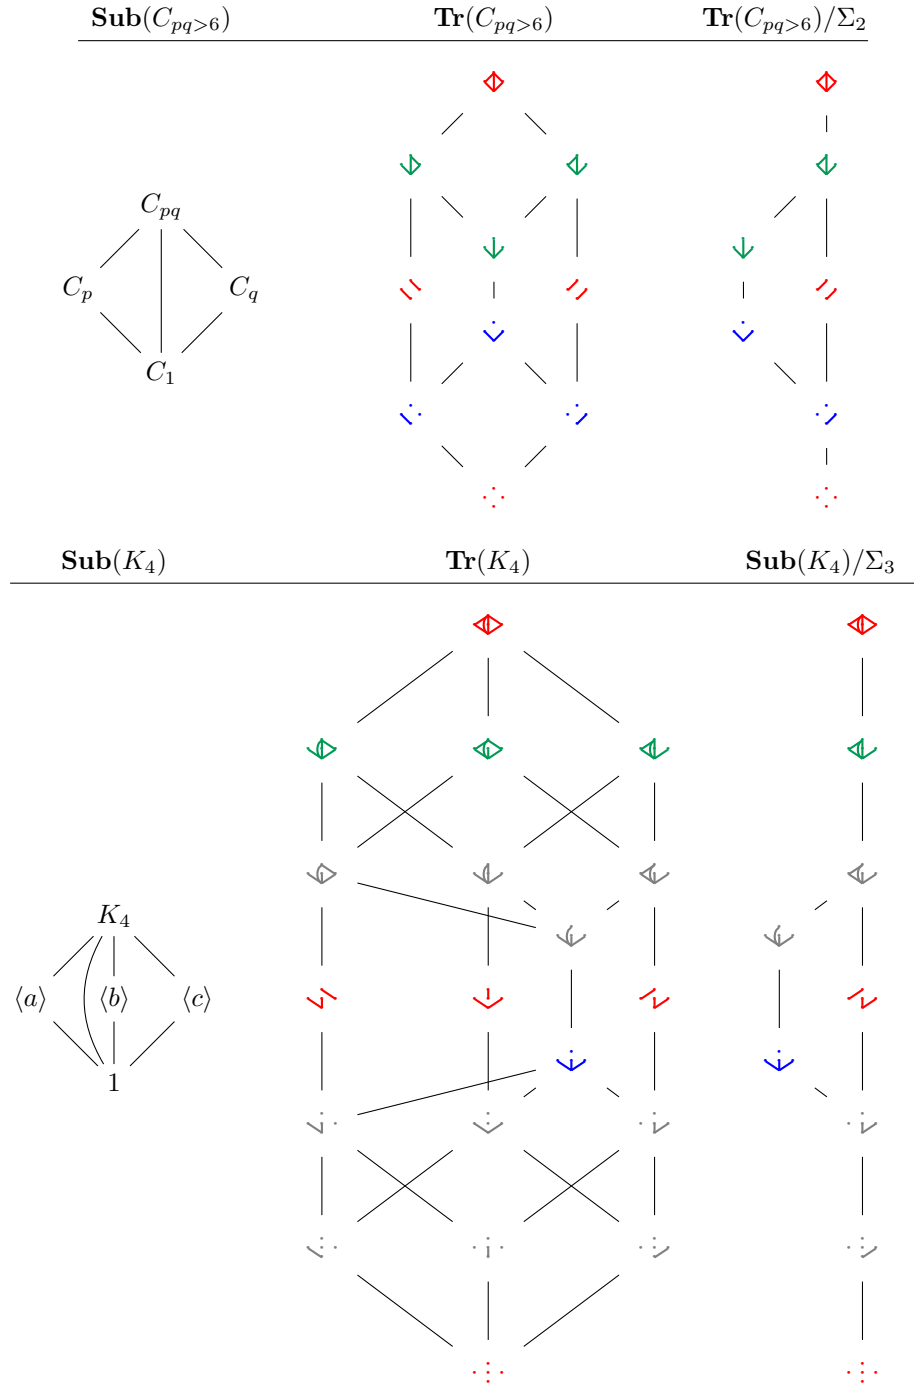 Sub(C_{pq>6}) Tr(C_{pq>6}) Tr(C_{pq>6})/Σ_2
C_{pq}
C_p C_q
C_1
Sub(K_4) Tr(K_4) Sub(K_4)/Σ_3
K_4
⟨a⟩ ⟨b⟩ ⟨c⟩
1